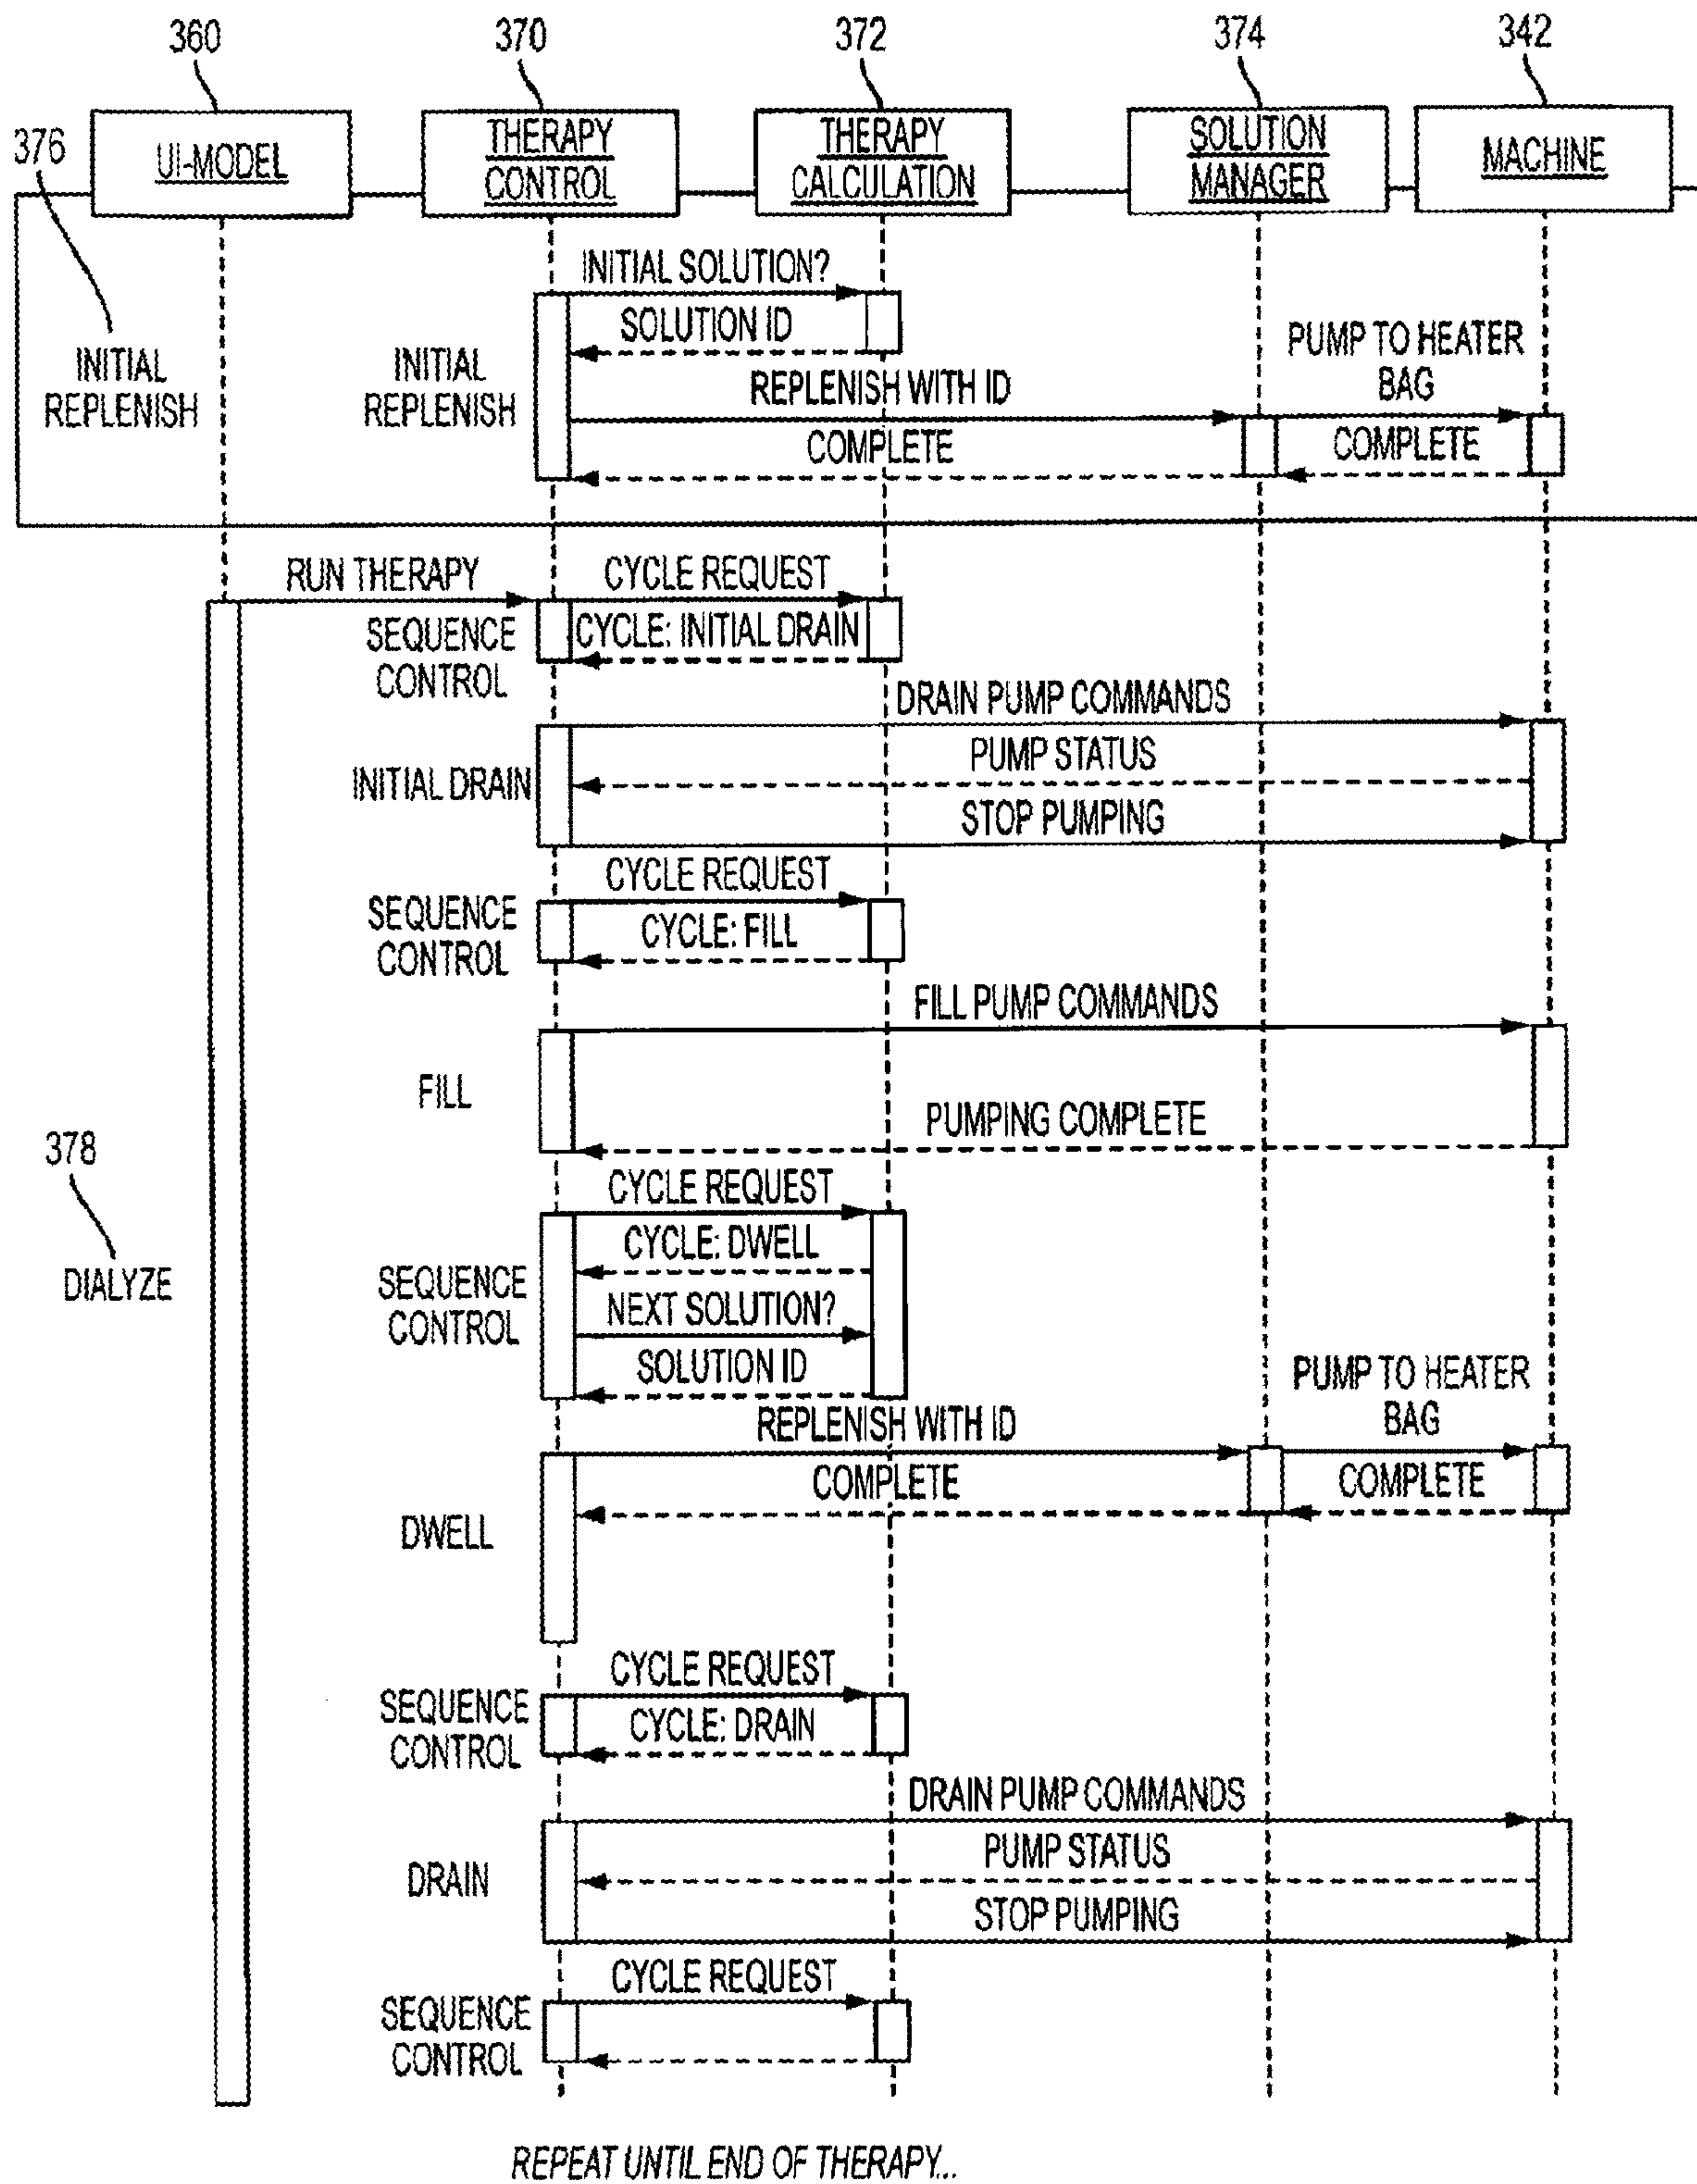 360
370
372
374
342
376
UI-MODEL
THERAPY
CONTROL
THERAPY
CALCULATION
SOLUTION
MANAGER
MACHINE
INITIAL SOLUTION?
SOLUTION ID
INITIAL
REPLENISH
INITIAL
REPLENISH
REPLENISH WITH ID
PUMP TO HEATER
BAG
COMPLETE
COMPLETE
RUN THERAPY
CYCLE REQUEST
SEQUENCE
CONTROL
CYCLE: INITIAL DRAIN
DRAIN PUMP COMMANDS
INITIAL DRAIN
PUMP STATUS
STOP PUMPING
CYCLE REQUEST
SEQUENCE
CONTROL
CYCLE: FILL
FILL PUMP COMMANDS
FILL
PUMPING COMPLETE
378
DIALYZE
CYCLE REQUEST
CYCLE: DWELL
SEQUENCE
CONTROL
NEXT SOLUTION?
SOLUTION ID
REPLENISH WITH ID
PUMP TO HEATER
BAG
COMPLETE
COMPLETE
DWELL
CYCLE REQUEST
SEQUENCE
CONTROL
CYCLE: DRAIN
DRAIN PUMP COMMANDS
DRAIN
PUMP STATUS
STOP PUMPING
CYCLE REQUEST
SEQUENCE
CONTROL
REPEAT UNTIL END OF THERAPY...